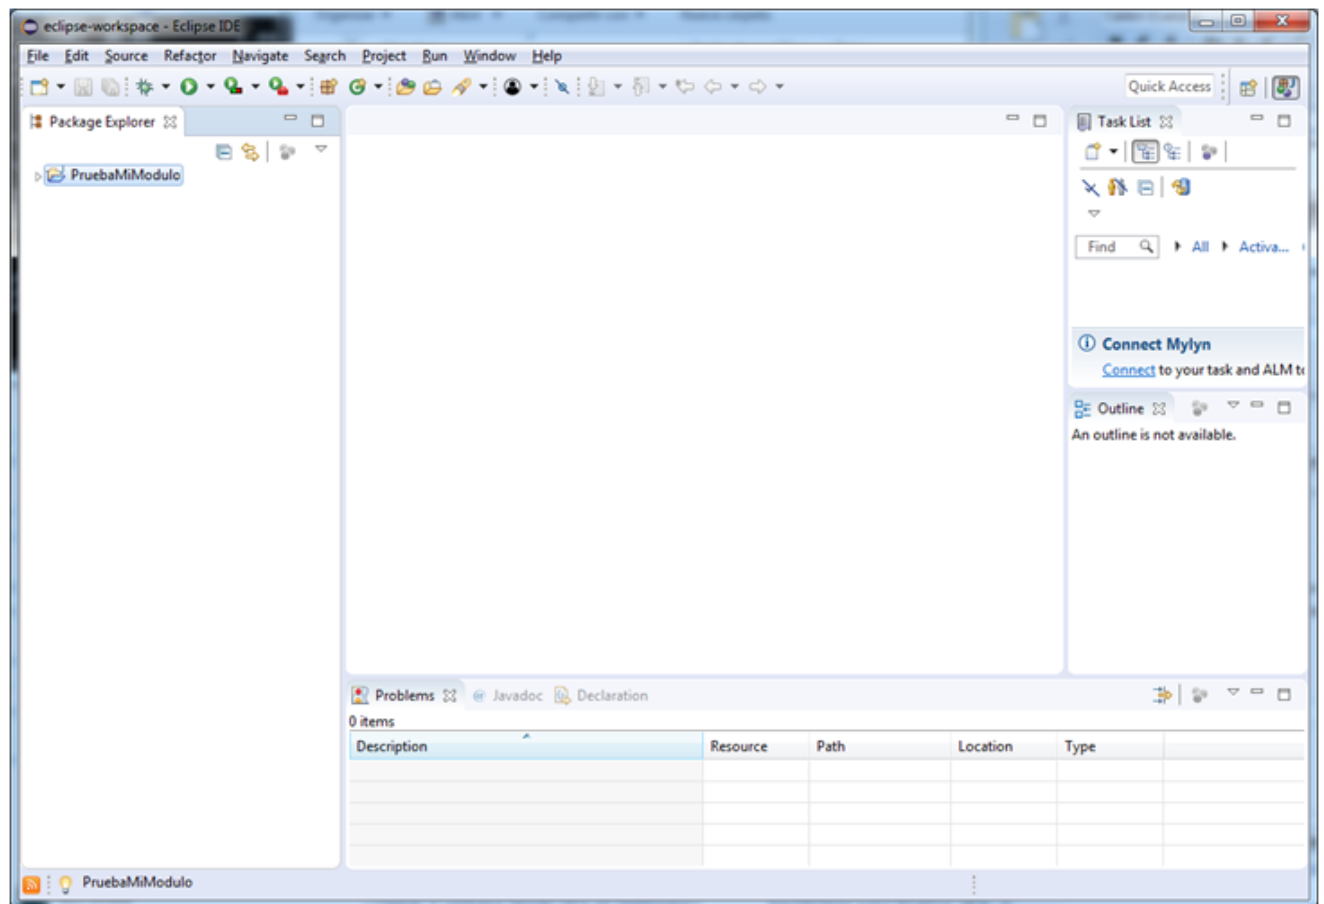 eclipse-workspace - Eclipse IDE
File Edit Source Refactor Navigate Search Project Run Window Help
Quick Access
Package Explorer
PruebaMiModulo
Task List
Find All Activa...
Connect Mylyn
Connect to your task and ALM to
Outline
An outline is not available.
Problems Javadoc Declaration
0 items
Description Resource Path Location Type
PruebaMiModulo